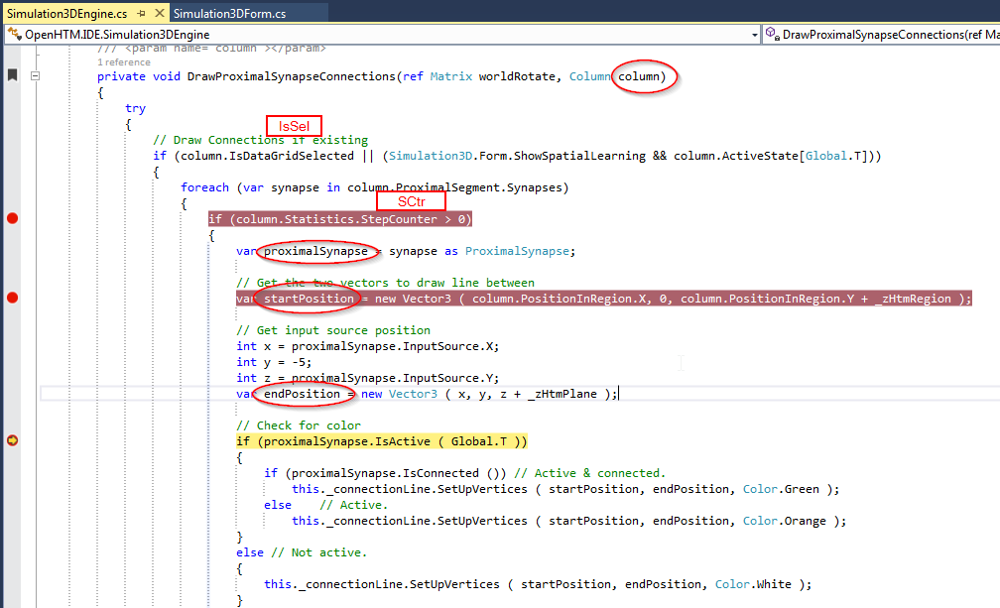 Simulation3DEngine.cs Simulation3DForm.cs
OpenHTM.IDE.Simulation3DEngine DrawProximalSynapseConnections(ref Ma
/// <param name= column ></param>
1 reference
private void DrawProximalSynapseConnections(ref Matrix worldRotate, Column column)
{
try
{
IsSel
// Draw Connections if existing
if (column.IsDataGridSelected || (Simulation3D.Form.ShowSpatialLearning && column.ActiveState[Global.T]))
{
foreach (var synapse in column.ProximalSegment.Synapses)
{
SCtr
if (column.Statistics.StepCounter > 0)
{
var proximalSynapse = synapse as ProximalSynapse;
// Get the two vectors to draw line between
var startPosition = new Vector3 ( column.PositionInRegion.X, 0, column.PositionInRegion.Y + _zHtmRegion );
// Get input source position
int x = proximalSynapse.InputSource.X;
int y = -5;
int z = proximalSynapse.InputSource.Y;
var endPosition = new Vector3 ( x, y, z + _zHtmPlane );
// Check for color
if (proximalSynapse.IsActive ( Global.T ))
{
if (proximalSynapse.IsConnected ()) // Active & connected.
this._connectionLine.SetUpVertices ( startPosition, endPosition, Color.Green );
else // Active.
this._connectionLine.SetUpVertices ( startPosition, endPosition, Color.Orange );
}
else // Not active.
{
this._connectionLine.SetUpVertices ( startPosition, endPosition, Color.White );
}